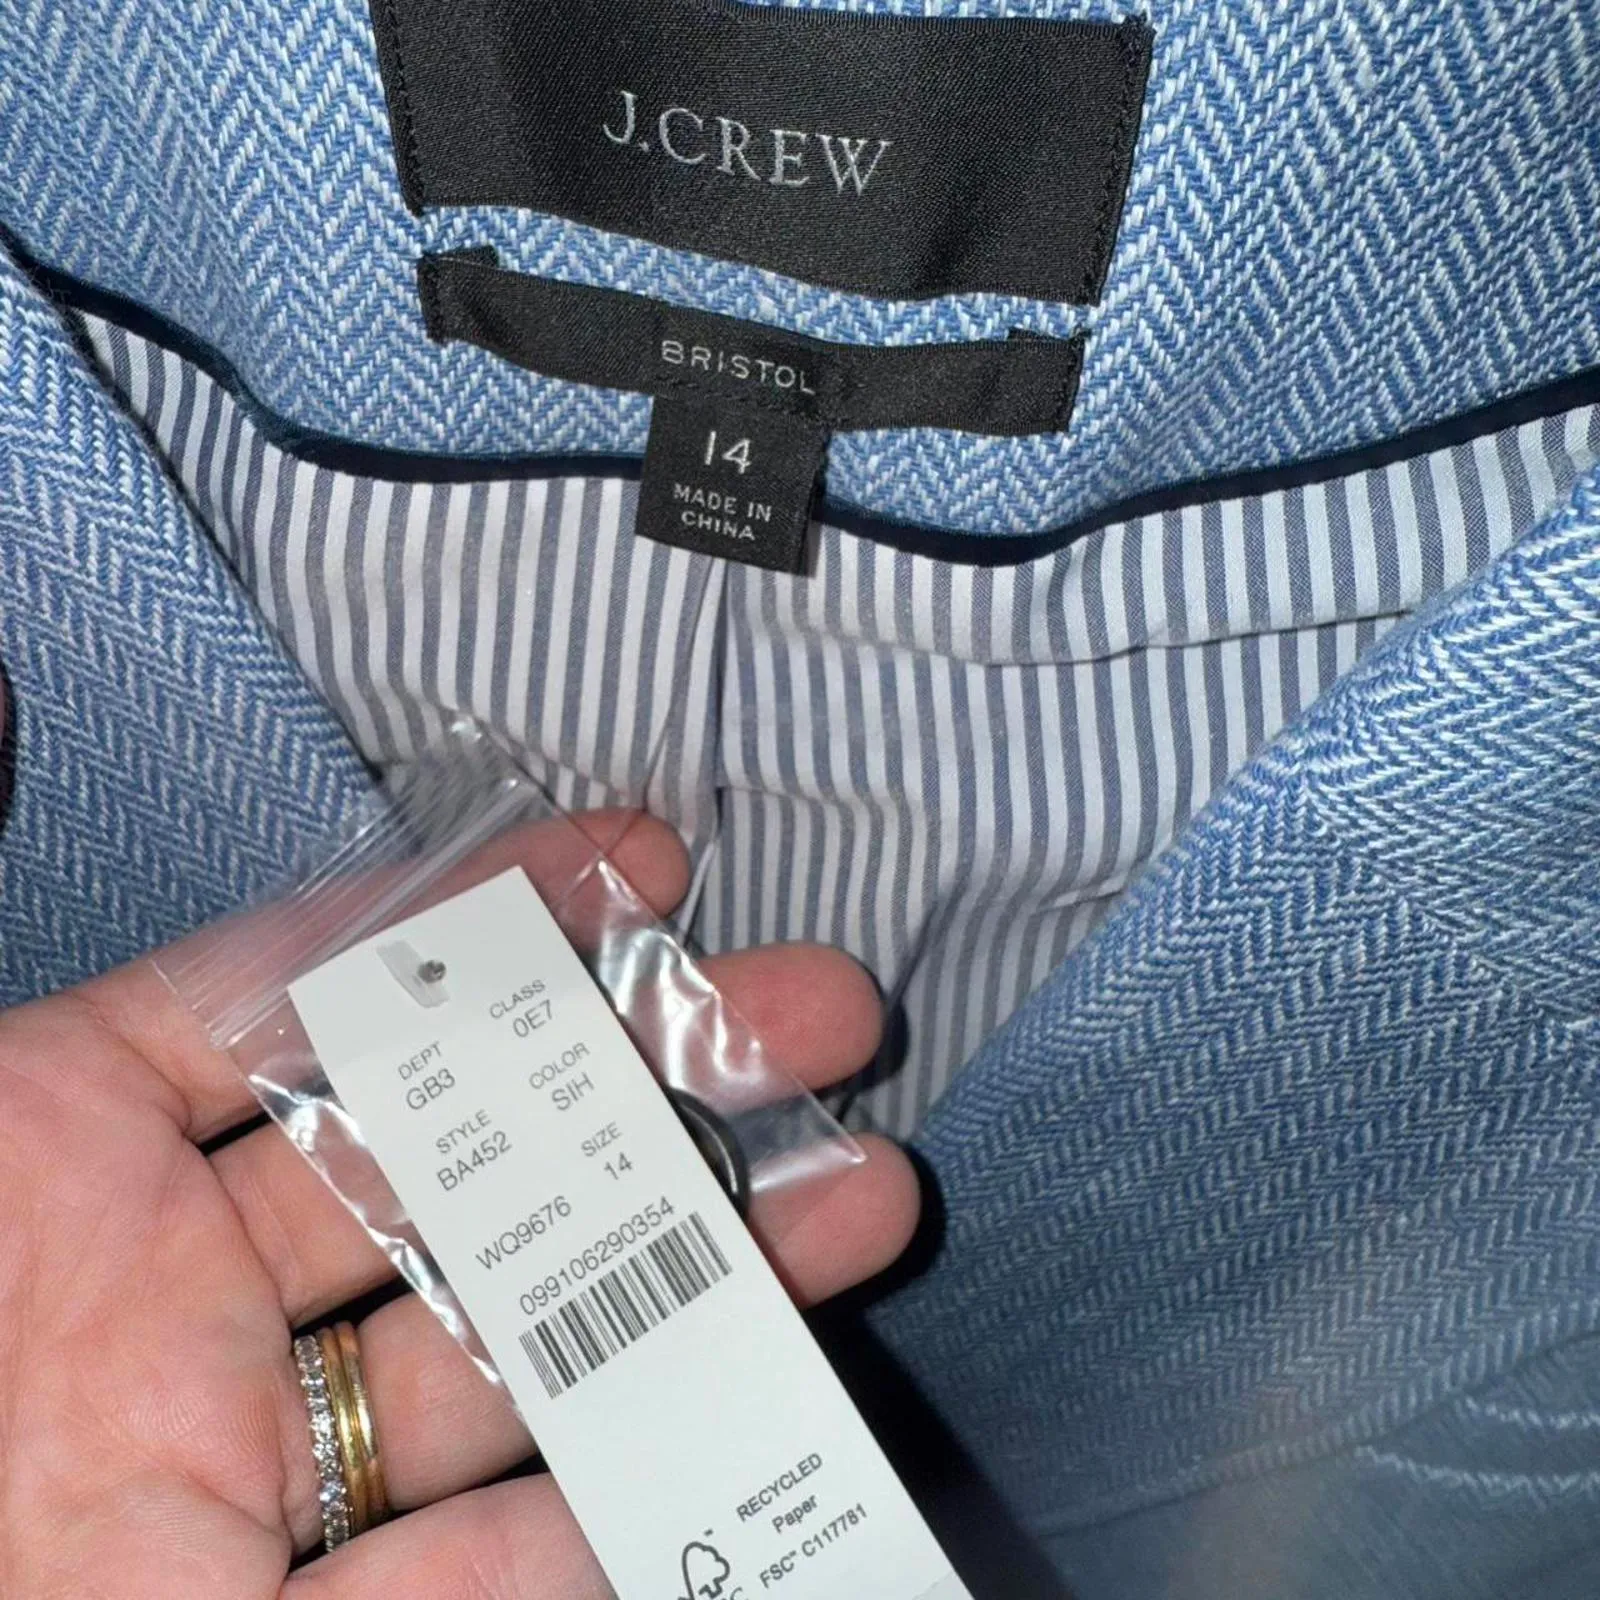 J.CREW
BRISTOL
14
MADE IN
CHINA
DEPT CLASS
GB3 0E7
STYLE COLOR
BA452 SIH
SIZE
WQ9676 14
099106290354
RECYCLED
Paper
FSC™ C117781